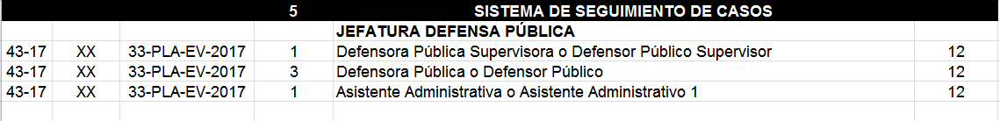 5 SISTEMA DE SEGUIMIENTO DE CASOS
JEFATURA DEFENSA PÚBLICA
43-17 XX 33-PLA-EV-2017 1 Defensora Pública Supervisora o Defensor Público Supervisor 12
43-17 XX 33-PLA-EV-2017 3 Defensora Pública o Defensor Público 12
43-17 XX 33-PLA-EV-2017 1 Asistente Administrativa o Asistente Administrativo 1 12